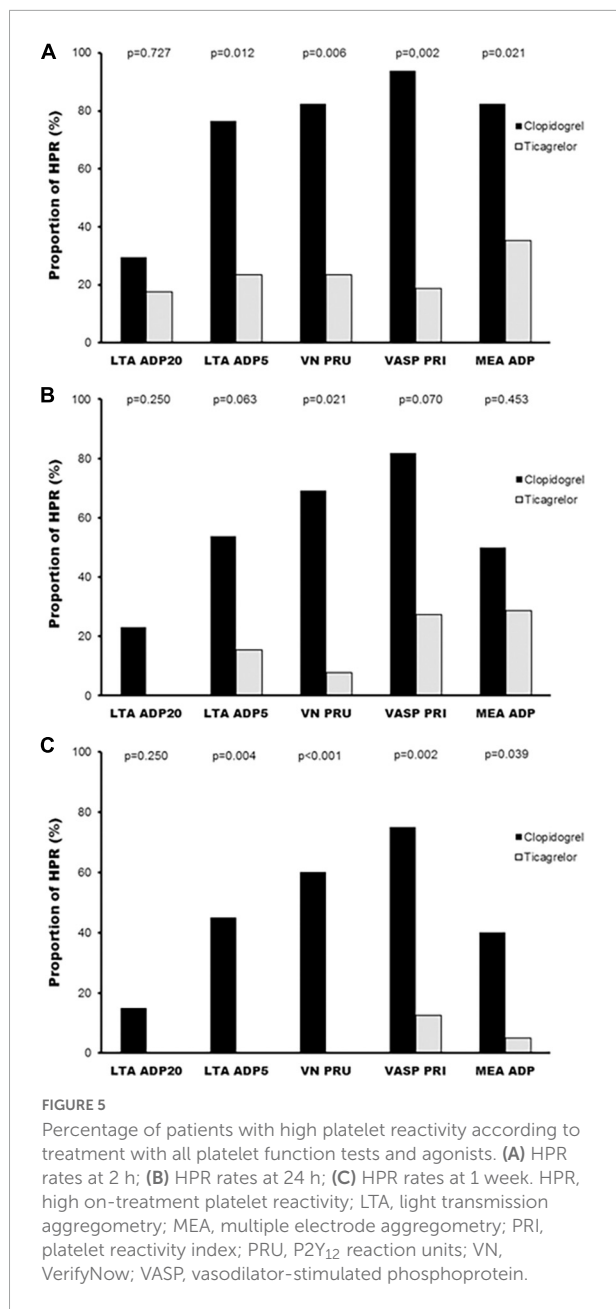 A
p=0.727 p=0.012 p=0.006 p=0,002 p=0.021
100
80
60
40
20
0
Proportion of HPR (%)
Clopidogrel
Ticagrelor
LTA ADP20 LTA ADP5 VN PRU VASP PRI MEA ADP
B
p=0.250 p=0.063 p=0.021 p=0.070 p=0.453
100
80
60
40
20
0
Proportion of HPR (%)
Clopidogrel
Ticagrelor
LTA ADP20 LTA ADP5 VN PRU VASP PRI MEA ADP
C
p=0.250 p=0.004 p<0.001 p=0.002 p=0.039
100
80
60
40
20
0
Proportion of HPR (%)
Clopidogrel
Ticagrelor
LTA ADP20 LTA ADP5 VN PRU VASP PRI MEA ADP
FIGURE 5
Percentage of patients with high platelet reactivity according to
treatment with all platelet function tests and agonists. (A) HPR
rates at 2 h; (B) HPR rates at 24 h; (C) HPR rates at 1 week. HPR,
high on-treatment platelet reactivity; LTA, light transmission
aggregometry; MEA, multiple electrode aggregometry; PRI,
platelet reactivity index; PRU, P2Y₁₂ reaction units; VN,
VerifyNow; VASP, vasodilator-stimulated phosphoprotein.